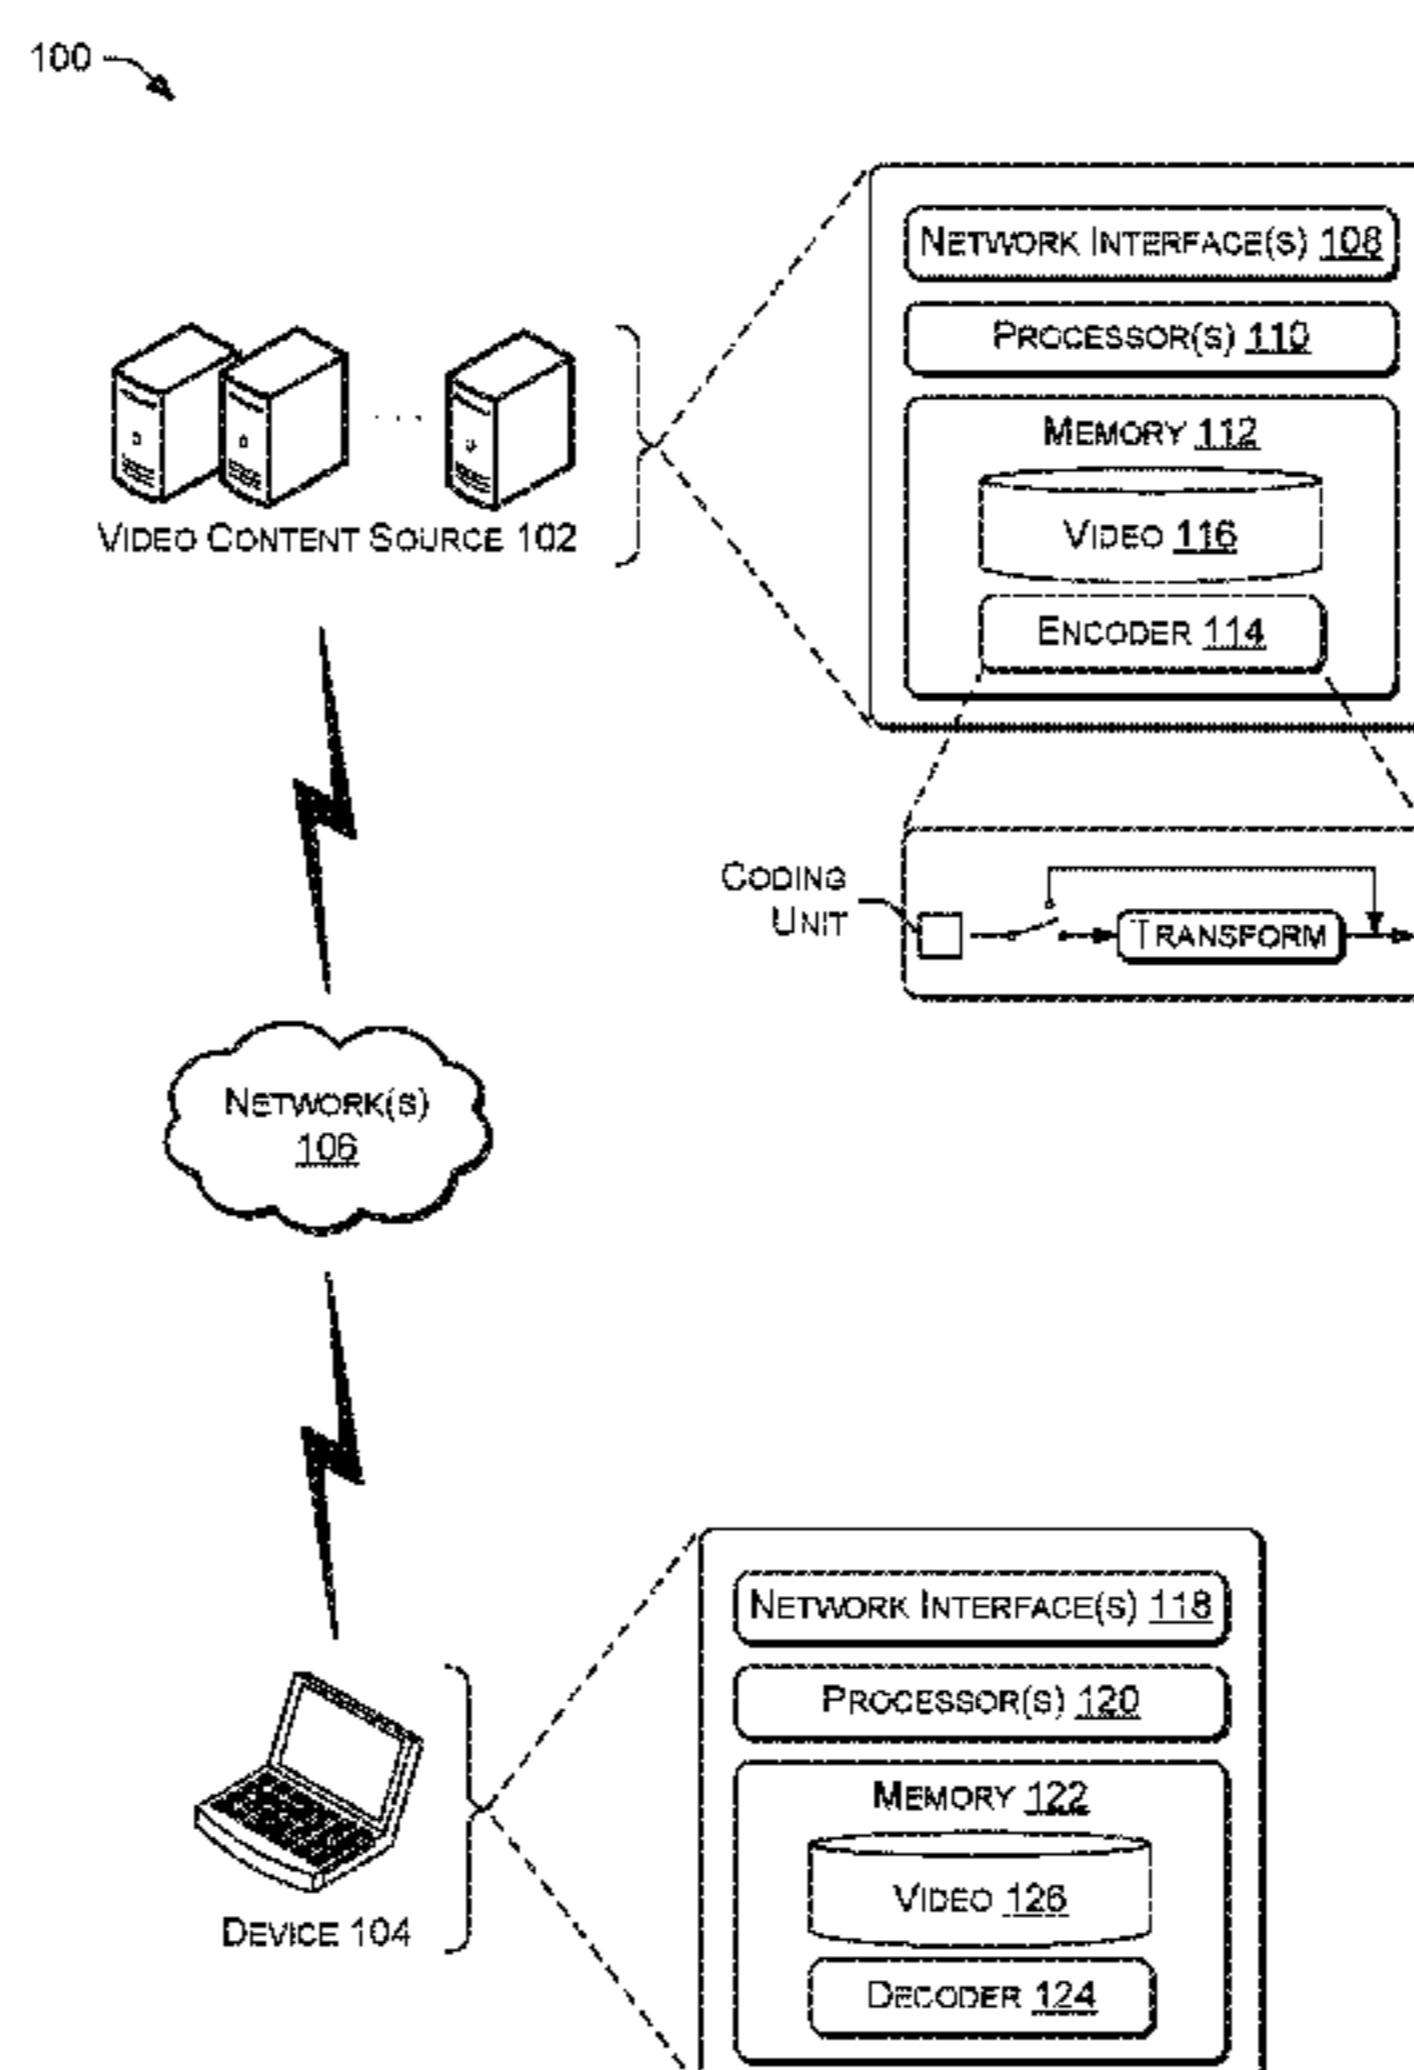 100
NETWORK INTERFACE(S) 108
PROCESSOR(S) 110
MEMORY 112
VIDEO 116
ENCODER 114
VIDEO CONTENT SOURCE 102
CODING
UNIT
TRANSFORM
NETWORK(S)
106
NETWORK INTERFACE(S) 118
PROCESSOR(S) 120
MEMORY 122
VIDEO 126
DECODER 124
DEVICE 104